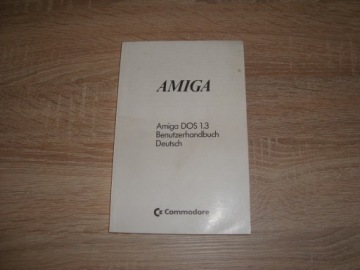 AMIGA
Amiga DOS 1.3
Benutzerhandbuch
Deutsch
Commodore